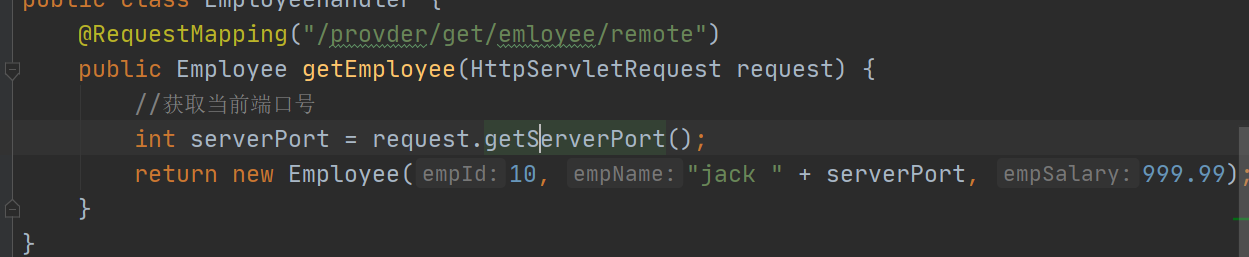 public class EmployeeHandler {
@RequestMapping("/provder/get/emloyee/remote")
public Employee getEmployee(HttpServletRequest request) {
//获取当前端口号
int serverPort = request.getServerPort();
return new Employee( empId: 10, empName: "jack " + serverPort, empSalary: 999.99);
}
}